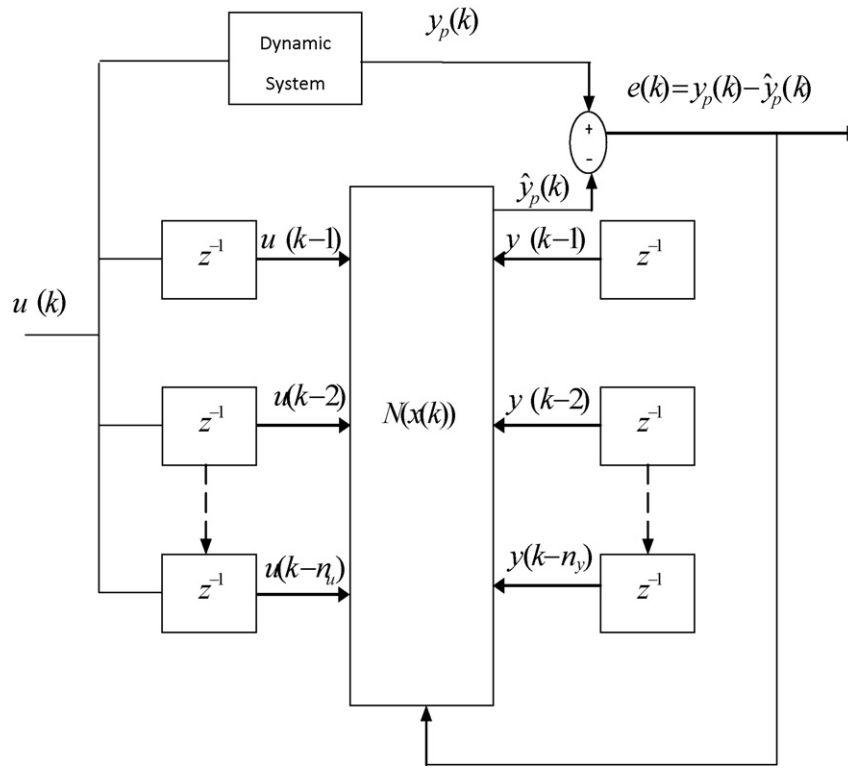 y_p(k)
Dynamic
System
e(k)=y_p(k)−ŷ_p(k)
+
-
ŷ_p(k)
z⁻¹
u (k−1)
y (k−1)
z⁻¹
u (k)
z⁻¹
u(k−2)
N(x(k))
y (k−2)
z⁻¹
z⁻¹
u(k−n_u)
y(k−n_y)
z⁻¹